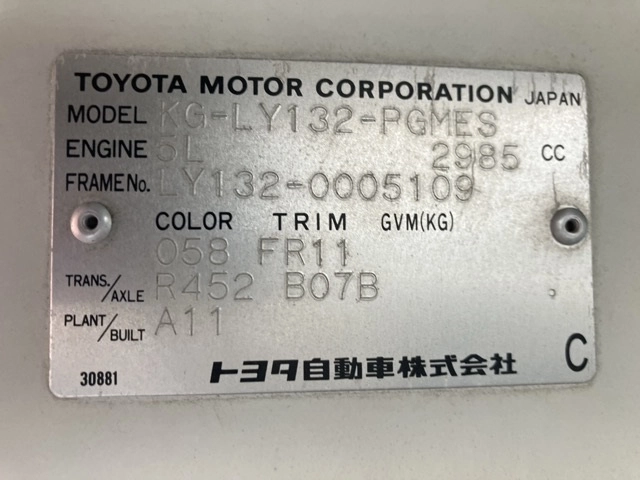 TOYOTA MOTOR CORPORATION JAPAN
MODEL KG-LY132-PGMES
ENGINE 5L 2985 CC
FRAME No. LY132-0005109
COLOR TRIM GVM(KG)
058 FR11
TRANS./AXLE R452 B07B
PLANT/BUILT A11
30881 トヨタ自動車株式会社 C